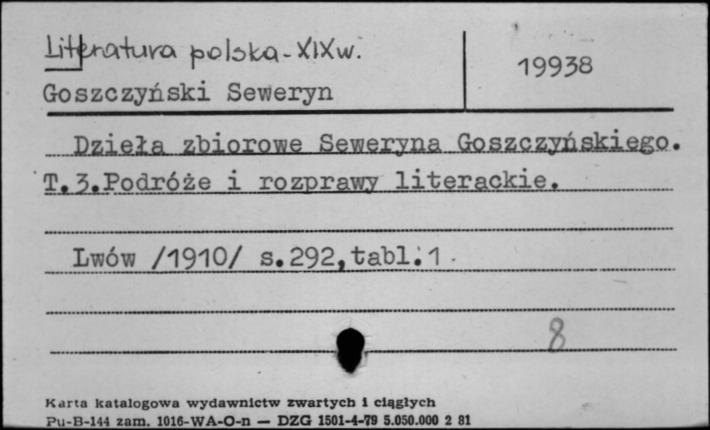 Literatura polska - XIX w.
19938
Goszczyński Seweryn
Dzieła zbiorowe Seweryna Goszczyńskiego.
T.3.Podróże i rozprawy literackie.
Lwów /1910/ s.292,tabl.1.
8
Karta katalogowa wydawnictw zwartych i ciągłych
Pu-B-144 zam. 1016-WA-O-n — DZG 1501-4-79 5.050.000 2 81